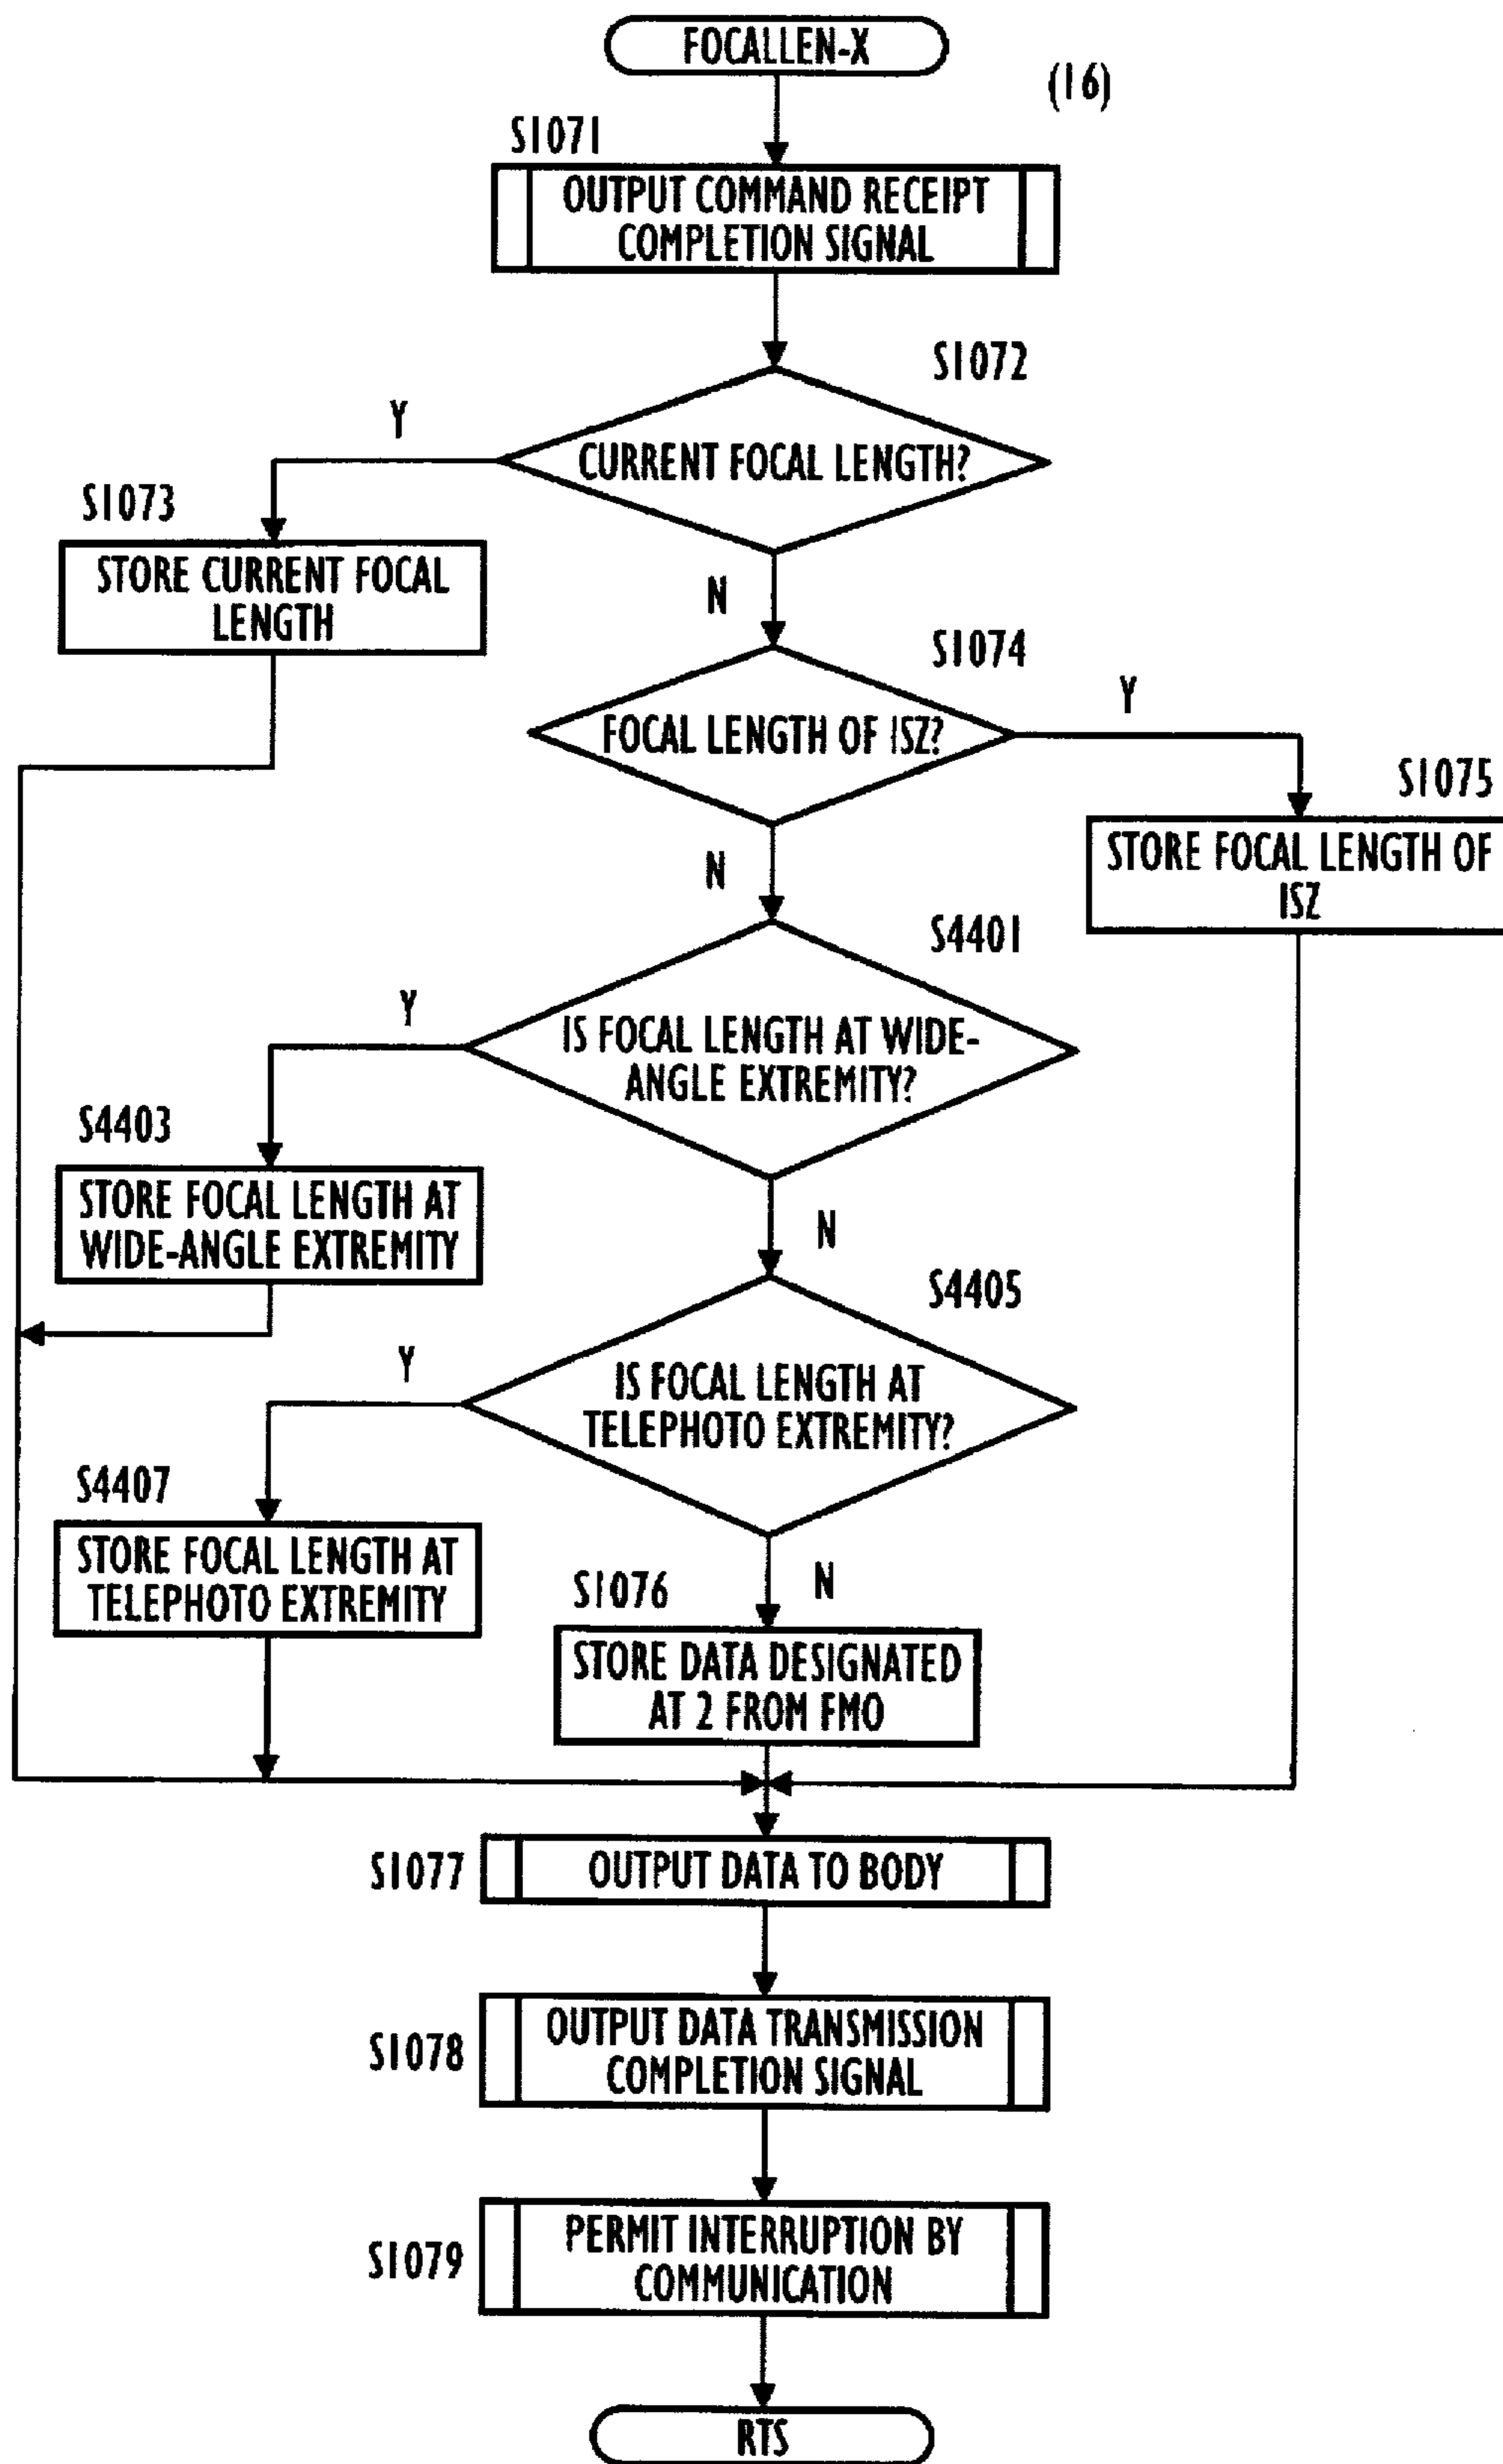 FOCALLEN-X
(16)
S1071
OUTPUT COMMAND RECEIPT
COMPLETION SIGNAL
S1072
Y
CURRENT FOCAL LENGTH?
S1073
STORE CURRENT FOCAL
LENGTH
N
S1074
Y
FOCAL LENGTH OF ISZ?
S1075
STORE FOCAL LENGTH OF
ISZ
N
S4401
Y
IS FOCAL LENGTH AT WIDE-
ANGLE EXTREMITY?
S4403
STORE FOCAL LENGTH AT
WIDE-ANGLE EXTREMITY
N
S4405
Y
IS FOCAL LENGTH AT
TELEPHOTO EXTREMITY?
S4407
STORE FOCAL LENGTH AT
TELEPHOTO EXTREMITY
N
S1076
STORE DATA DESIGNATED
AT 2 FROM FMO
S1077
OUTPUT DATA TO BODY
S1078
OUTPUT DATA TRANSMISSION
COMPLETION SIGNAL
S1079
PERMIT INTERRUPTION BY
COMMUNICATION
RTS